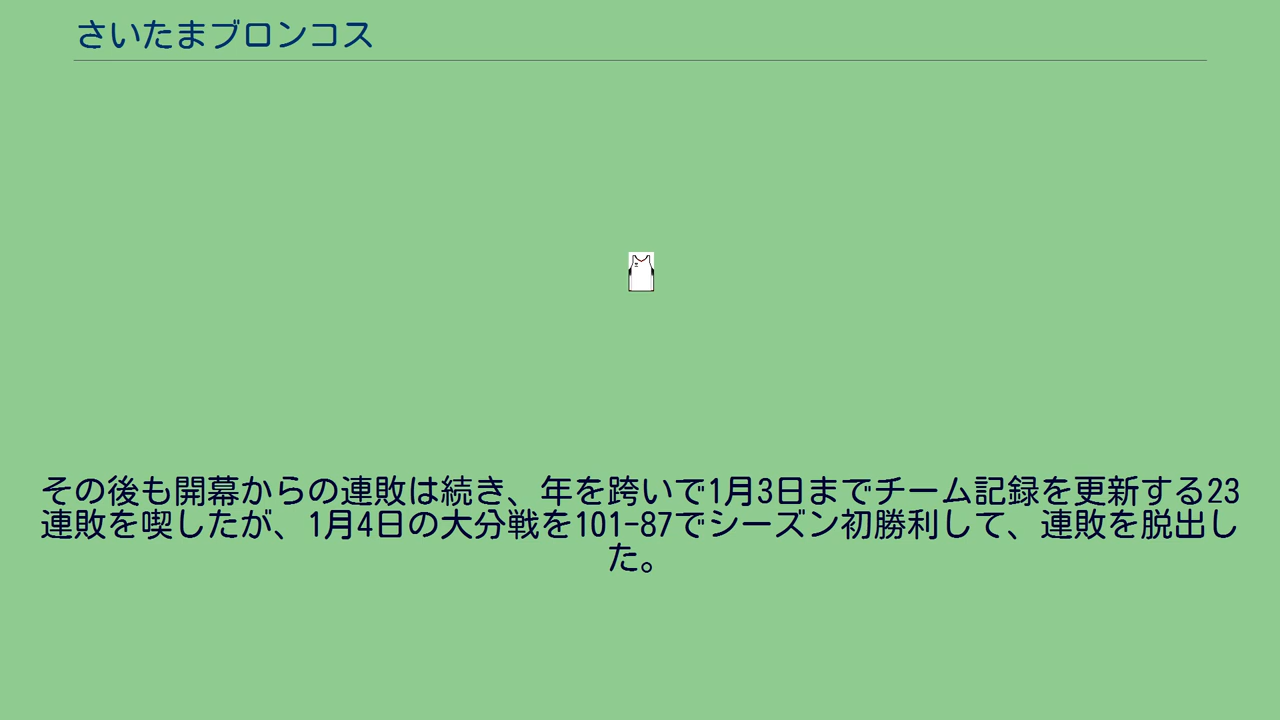 さいたまブロンコス
その後も開幕からの連敗は続き、年を跨いで1月3日までチーム記録を更新する23
連敗を喫したが、1月4日の大分戦を101-87でシーズン初勝利して、連敗を脱出し
た。